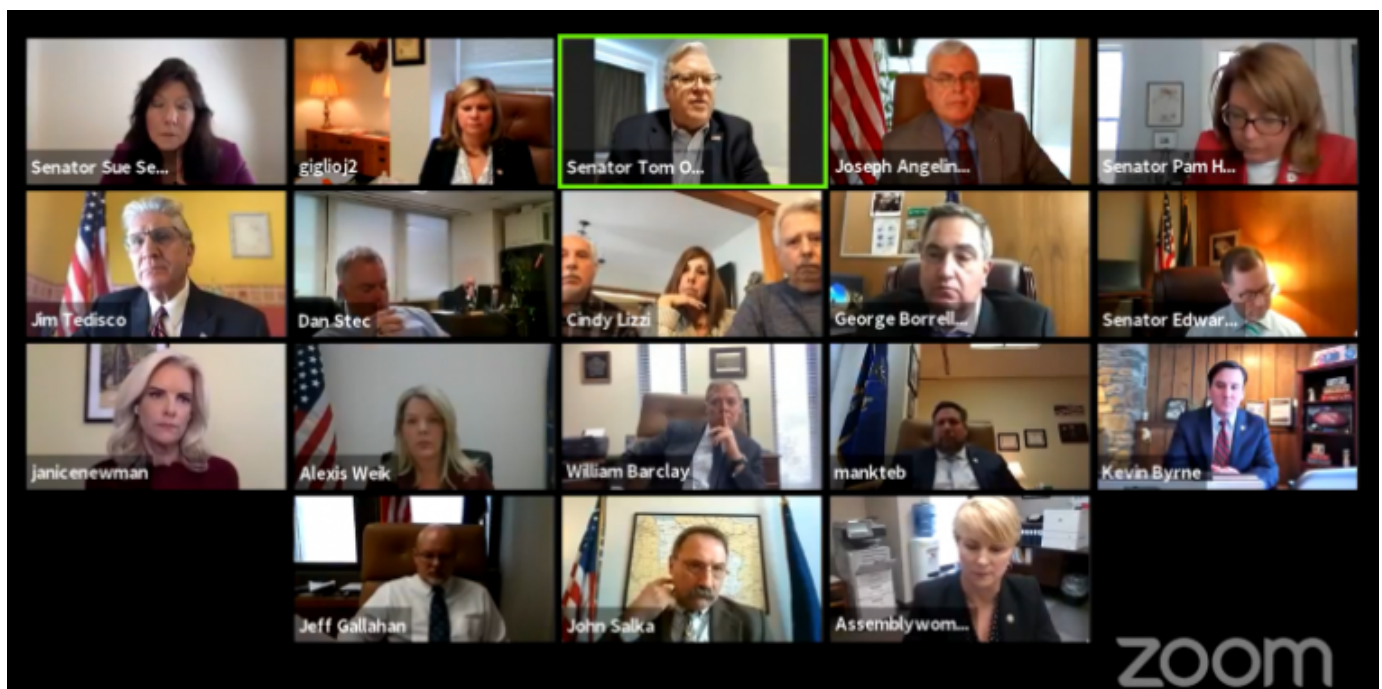 Senator Sue Se...
giglioj2
Senator Tom O...
Joseph Angelin...
Senator Pam H...
Jim Tedisco
Dan Stec
Cindy Lizzi
George Borrell...
Senator Edwar...
janicenewman
Alexis Weik
William Barclay
mankteb
Kevin Byrne
Jeff Gallahan
John Salka
Assemblywom...
zoom